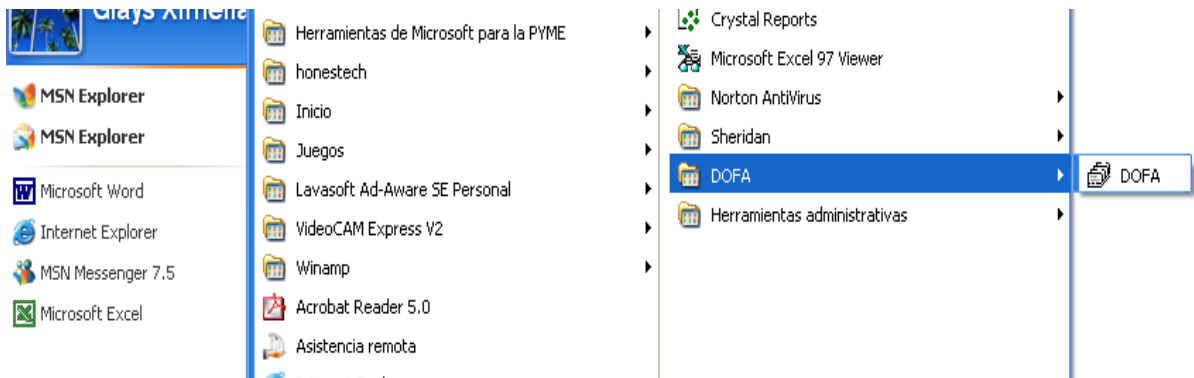 Glays Ximena
MSN Explorer
MSN Explorer
Microsoft Word
Internet Explorer
MSN Messenger 7.5
Microsoft Excel
Herramientas de Microsoft para la PYME
honestech
Inicio
Juegos
Lavasoft Ad-Aware SE Personal
VideoCAM Express V2
Winamp
Acrobat Reader 5.0
Asistencia remota
Crystal Reports
Microsoft Excel 97 Viewer
Norton AntiVirus
Sheridan
DOFA
Herramientas administrativas
DOFA